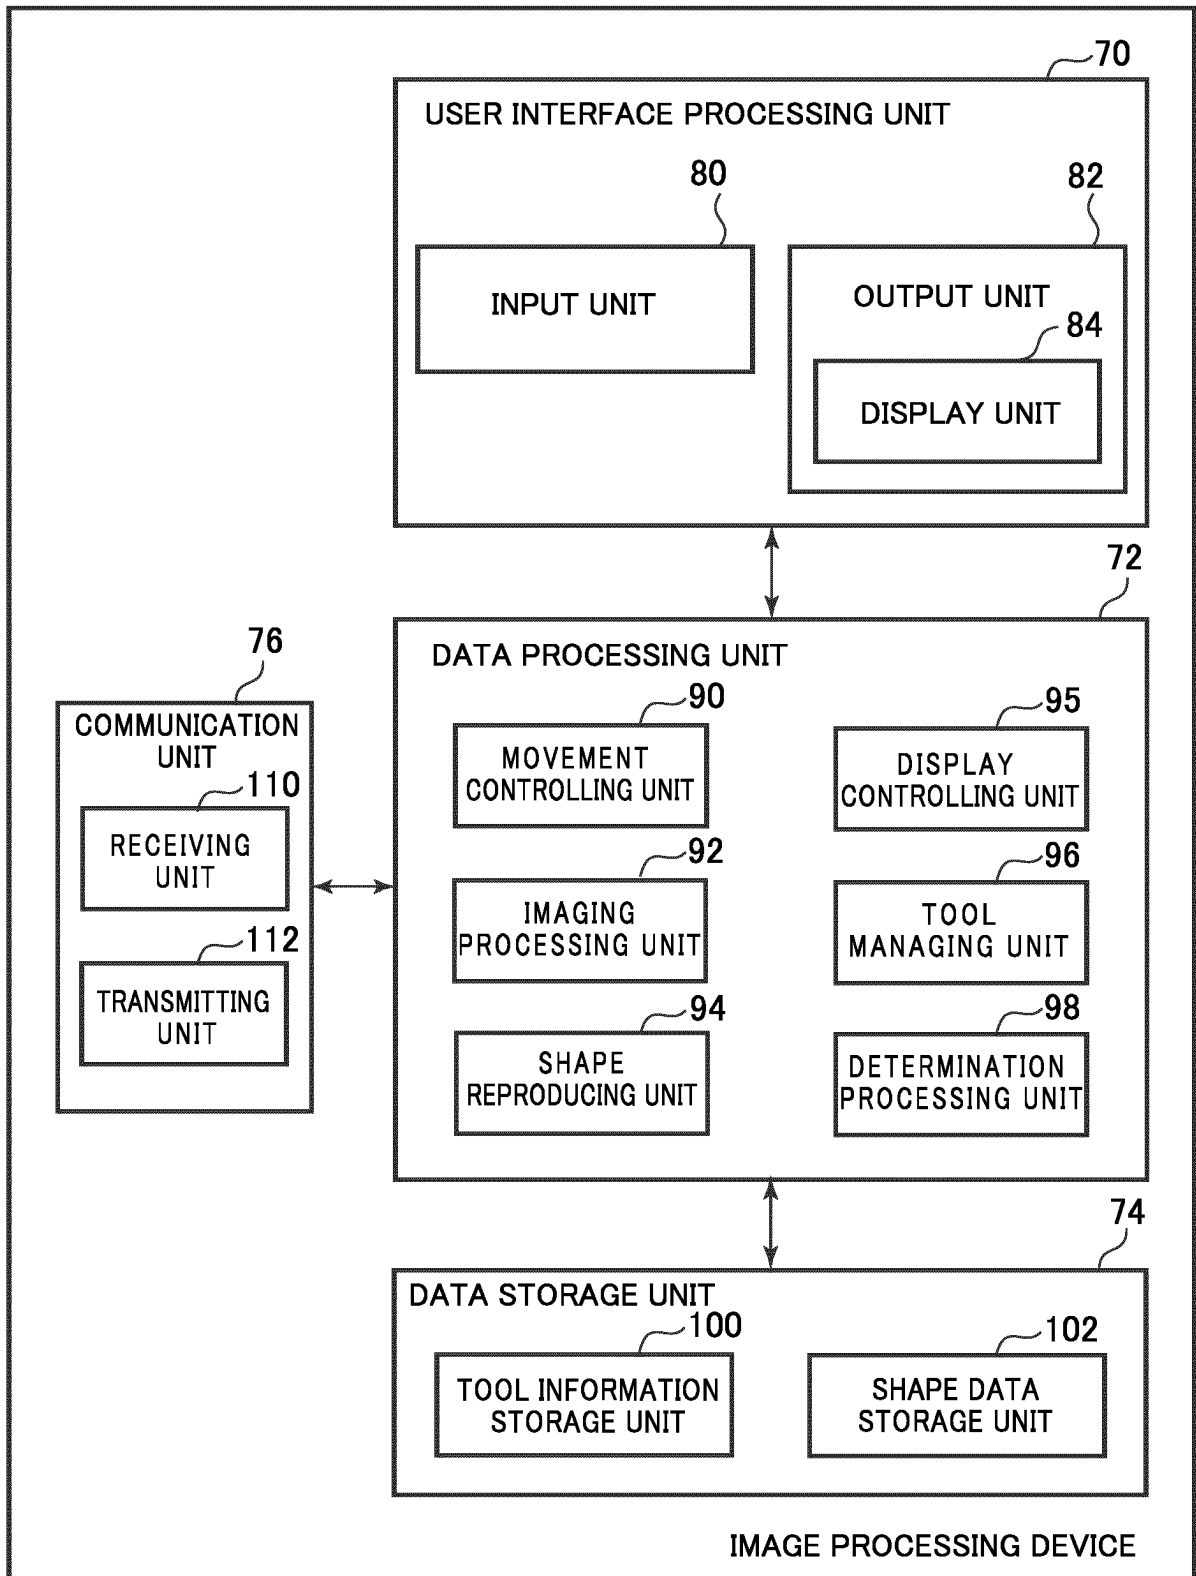 70
USER INTERFACE PROCESSING UNIT
80
82
INPUT UNIT
OUTPUT UNIT
84
DISPLAY UNIT
72
DATA PROCESSING UNIT
76
COMMUNICATION
UNIT
110
RECEIVING
UNIT
112
TRANSMITTING
UNIT
90
MOVEMENT
CONTROLLING UNIT
95
DISPLAY
CONTROLLING UNIT
92
IMAGING
PROCESSING UNIT
96
TOOL
MANAGING UNIT
94
SHAPE
REPRODUCING UNIT
98
DETERMINATION
PROCESSING UNIT
74
DATA STORAGE UNIT
100
TOOL INFORMATION
STORAGE UNIT
102
SHAPE DATA
STORAGE UNIT
IMAGE PROCESSING DEVICE